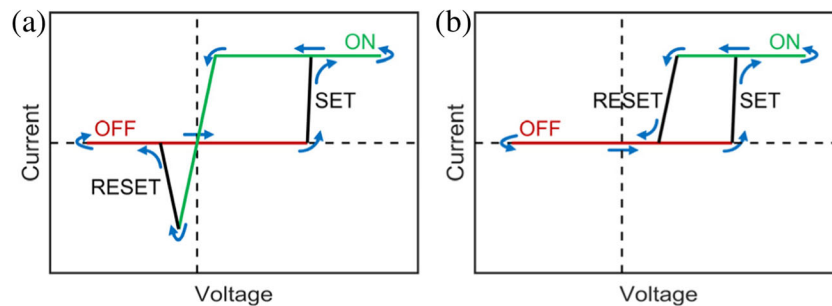 (a)
ON
SET
OFF
RESET
Current
Voltage
(b)
ON
RESET
SET
OFF
Current
Voltage